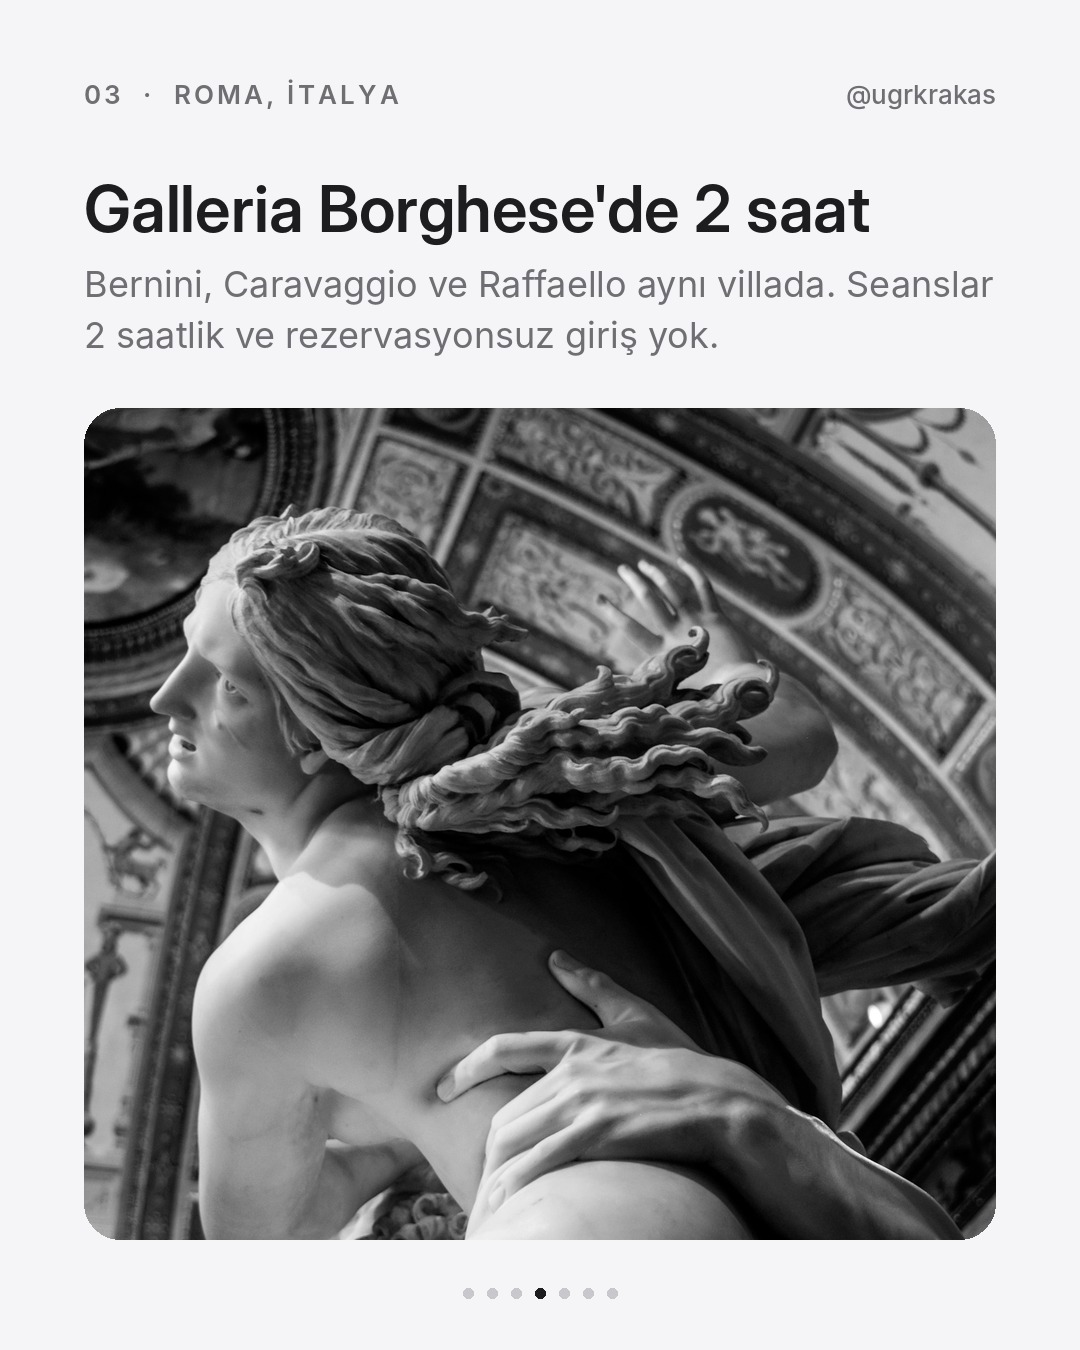 03 · ROMA, İTALYA
@ugrkrakas
Galleria Borghese'de 2 saat
Bernini, Caravaggio ve Raffaello aynı villada. Seanslar
2 saatlik ve rezervasyonsuz giriş yok.